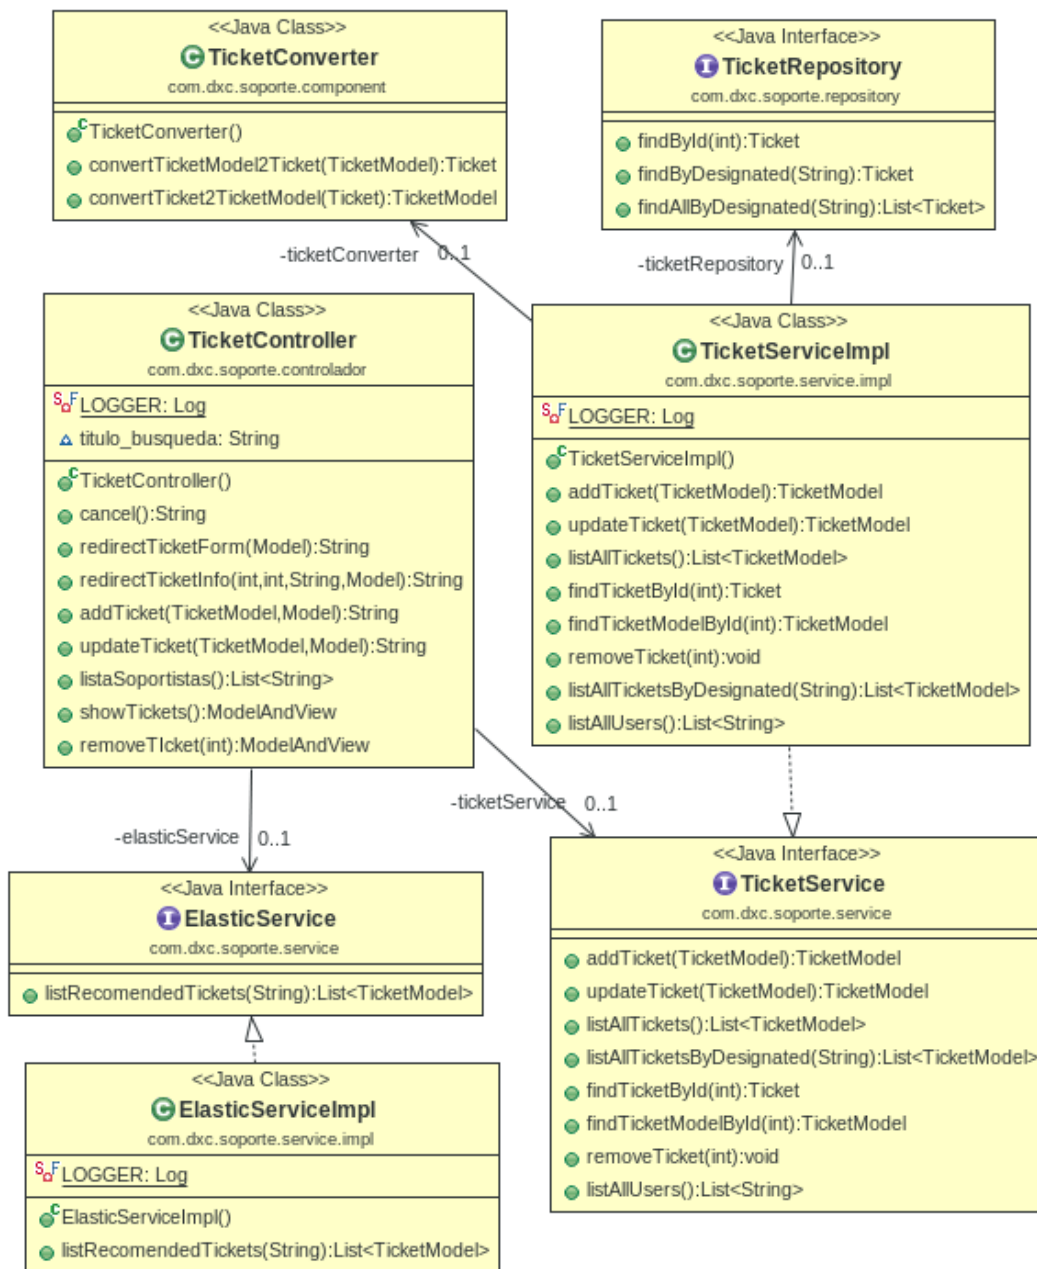 <<Java Class>>
TicketConverter
com.dxc.soporte.component
TicketConverter()
convertTicketModel2Ticket(TicketModel):Ticket
convertTicket2TicketModel(Ticket):TicketModel
<<Java Interface>>
TicketRepository
com.dxc.soporte.repository
findById(int):Ticket
findByDesignated(String):Ticket
findAllByDesignated(String):List<Ticket>
-ticketConverter 0..1
-ticketRepository 0..1
<<Java Class>>
TicketController
com.dxc.soporte.controlador
LOGGER: Log
titulo_busqueda: String
TicketController()
cancel():String
redirectTicketForm(Model):String
redirectTicketInfo(int,int,String,Model):String
addTicket(TicketModel,Model):String
updateTicket(TicketModel,Model):String
listaSoportistas():List<String>
showTickets():ModelAndView
removeTIcket(int):ModelAndView
<<Java Class>>
TicketServiceImpl
com.dxc.soporte.service.impl
LOGGER: Log
TicketServiceImpl()
addTicket(TicketModel):TicketModel
updateTicket(TicketModel):TicketModel
listAllTickets():List<TicketModel>
findTicketById(int):Ticket
findTicketModelById(int):TicketModel
removeTicket(int):void
listAllTicketsByDesignated(String):List<TicketModel>
listAllUsers():List<String>
-elasticService 0..1
-ticketService 0..1
<<Java Interface>>
ElasticService
com.dxc.soporte.service
listRecomendedTickets(String):List<TicketModel>
<<Java Class>>
ElasticServiceImpl
com.dxc.soporte.service.impl
LOGGER: Log
ElasticServiceImpl()
listRecomendedTickets(String):List<TicketModel>
<<Java Interface>>
TicketService
com.dxc.soporte.service
addTicket(TicketModel):TicketModel
updateTicket(TicketModel):TicketModel
listAllTickets():List<TicketModel>
listAllTicketsByDesignated(String):List<TicketModel>
findTicketById(int):Ticket
findTicketModelById(int):TicketModel
removeTicket(int):void
listAllUsers():List<String>